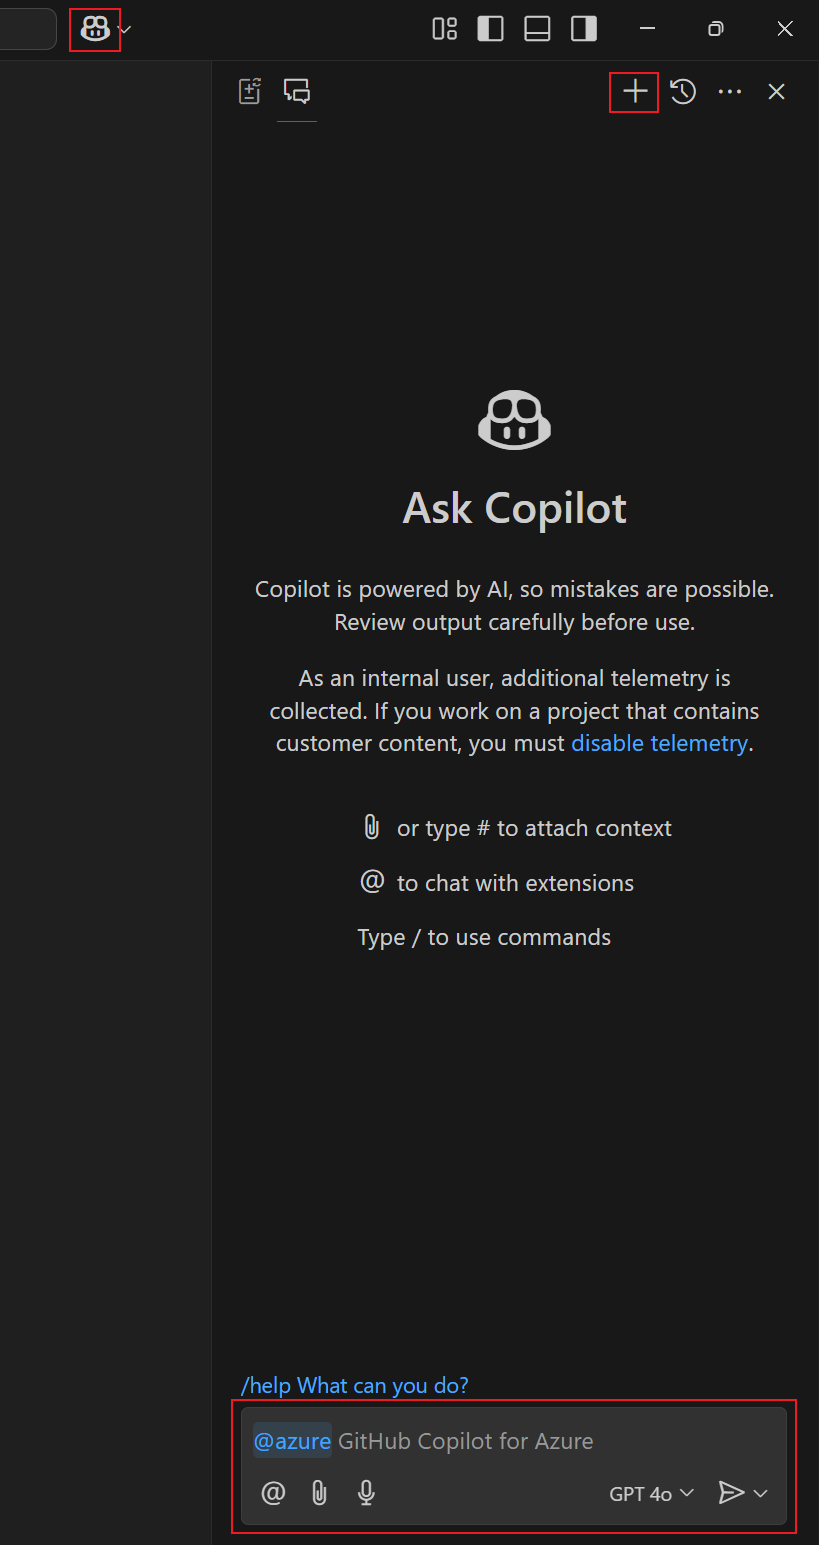 Ask Copilot
Copilot is powered by AI, so mistakes are possible.
Review output carefully before use.
As an internal user, additional telemetry is
collected. If you work on a project that contains
customer content, you must disable telemetry.
or type # to attach context
@ to chat with extensions
Type / to use commands
/help What can you do?
@azure GitHub Copilot for Azure
@ GPT 4o